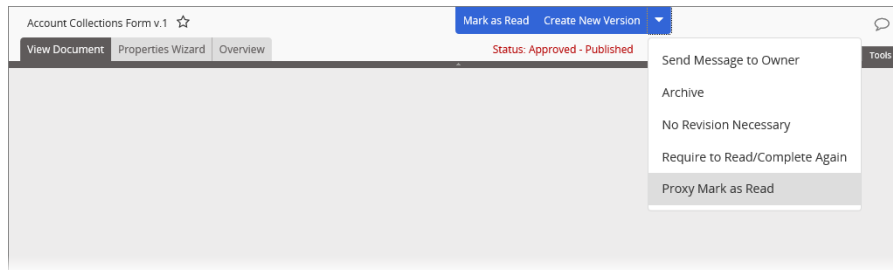 Account Collections Form v.1
Mark as Read Create New Version
View Document Properties Wizard Overview
Status: Approved - Published
Tools
Send Message to Owner
Archive
No Revision Necessary
Require to Read/Complete Again
Proxy Mark as Read